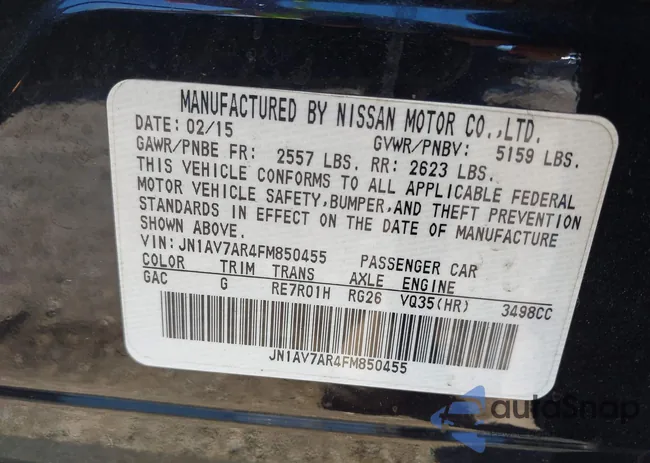 MANUFACTURED BY NISSAN MOTOR CO.,LTD.
DATE: 02/15 GVWR/PNBV: 5159 LBS.
GAWR/PNBE FR: 2557 LBS. RR: 2623 LBS.
THIS VEHICLE CONFORMS TO ALL APPLICABLE FEDERAL
MOTOR VEHICLE SAFETY,BUMPER,AND THEFT PREVENTION
STANDARDS IN EFFECT ON THE DATE OF MANUFACTURE
SHOWN ABOVE.
VIN: JN1AV7AR4FM850455 PASSENGER CAR
COLOR TRIM TRANS AXLE ENGINE
GAC G RE7R01H RG26 VQ35(HR) 3498CC
JN1AV7AR4FM850455
autoSnap